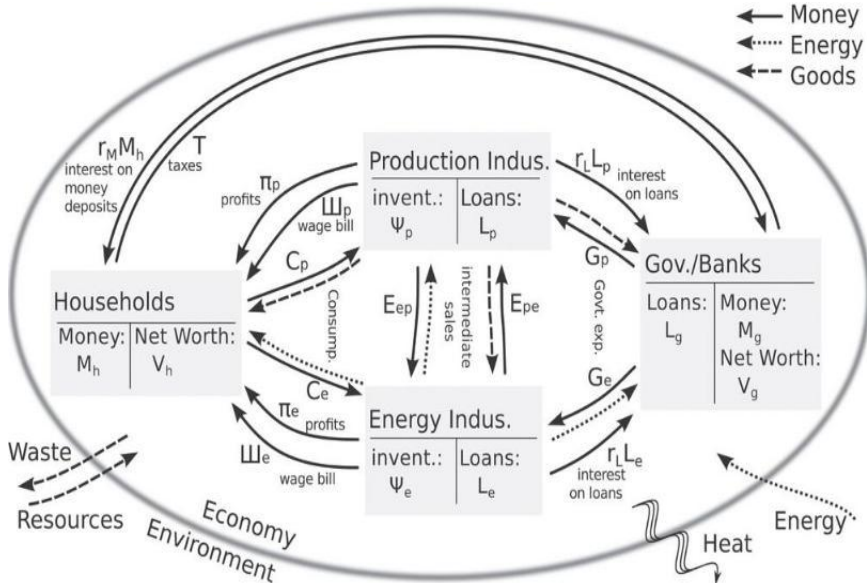 Money
Energy
Goods
r_M M_h
interest on
money
deposits
T
taxes
Production Indus.
invent.:
Ψ_p
Loans:
L_p
π_p
profits
Ш_p
wage bill
r_L L_p
interest
on loans
C_p
G_p
Households
Money:
M_h
Net Worth:
V_h
Consump.
E_ep
intermediate
sales
E_pe
Govt. exp.
Gov./Banks
Loans:
L_g
Money:
M_g
Net Worth:
V_g
C_e
G_e
π_e
profits
Ш_e
wage bill
Energy Indus.
invent.:
Ψ_e
Loans:
L_e
r_L L_e
interest
on loans
Waste
Resources
Economy
Environment
Heat
Energy